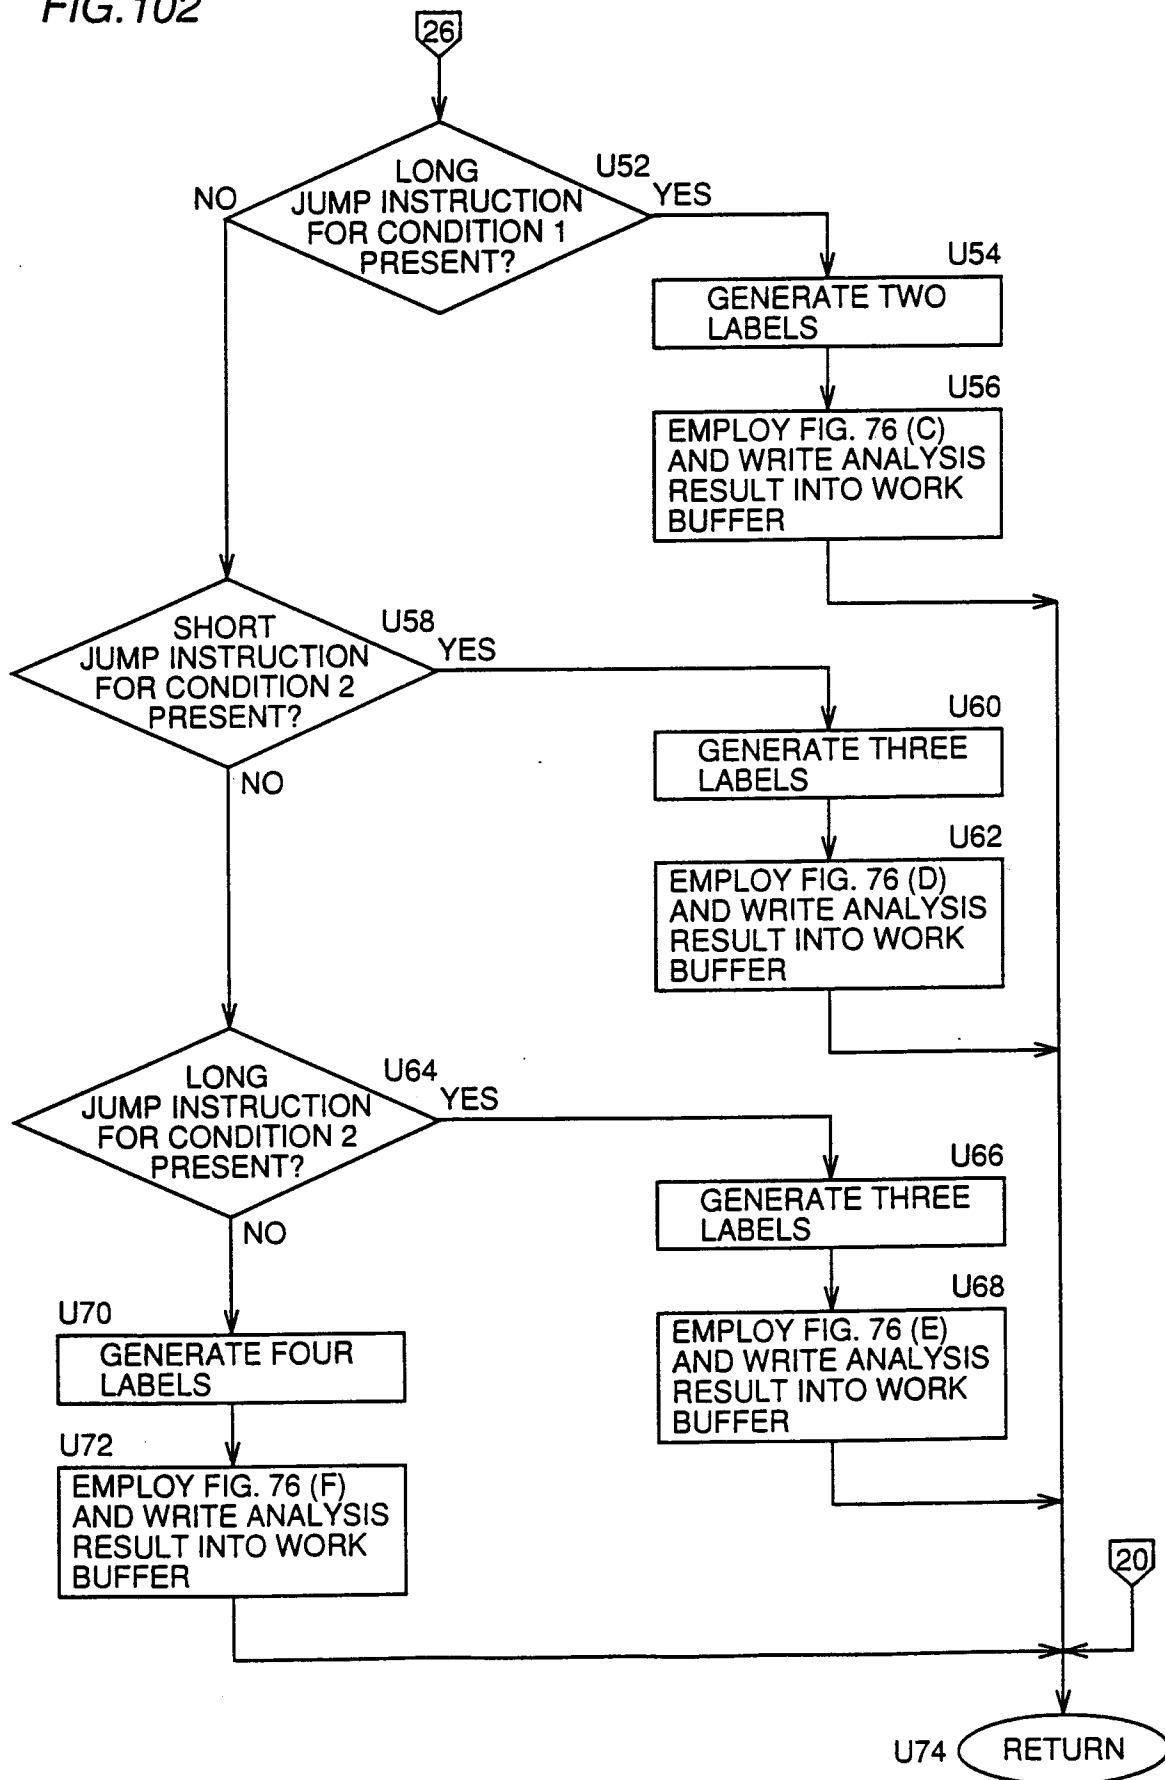 FIG.102
26
LONG
JUMP INSTRUCTION
FOR CONDITION 1
PRESENT?
U52
NO
YES
U54
GENERATE TWO
LABELS
U56
EMPLOY FIG. 76 (C)
AND WRITE ANALYSIS
RESULT INTO WORK
BUFFER
SHORT
JUMP INSTRUCTION
FOR CONDITION 2
PRESENT?
U58
YES
NO
U60
GENERATE THREE
LABELS
U62
EMPLOY FIG. 76 (D)
AND WRITE ANALYSIS
RESULT INTO WORK
BUFFER
LONG
JUMP INSTRUCTION
FOR CONDITION 2
PRESENT?
U64
YES
NO
U66
GENERATE THREE
LABELS
U68
EMPLOY FIG. 76 (E)
AND WRITE ANALYSIS
RESULT INTO WORK
BUFFER
U70
GENERATE FOUR
LABELS
U72
EMPLOY FIG. 76 (F)
AND WRITE ANALYSIS
RESULT INTO WORK
BUFFER
20
U74
RETURN